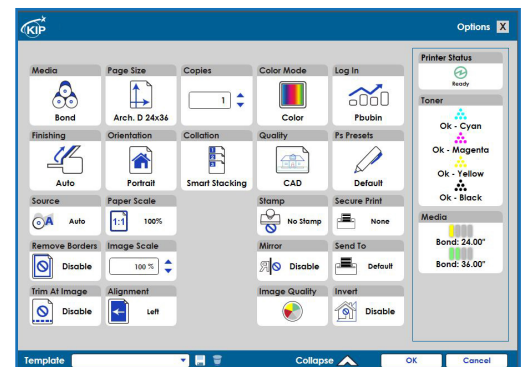 KIP
Options X
Media
Page Size
Copies
Color Mode
Log In
Bond
Arch. D 24x36
1
Color
Pbubin
Finishing
Orientation
Collation
Quality
Ps Presets
Auto
Portrait
Smart Stacking
CAD
Default
Source
Paper Scale
Stamp
Secure Print
A
Auto
1:1
100%
No Stamp
None
Remove Borders
Image Scale
Mirror
Send To
Disable
100 %
R
Disable
Default
Trim At Image
Alignment
Image Quality
Invert
Disable
Left
Disable
Printer Status
Ready
Toner
Ok - Cyan
Ok - Magenta
Ok - Yellow
Ok - Black
Media
Bond: 24.00"
Bond: 36.00"
Template
Collapse
OK
Cancel